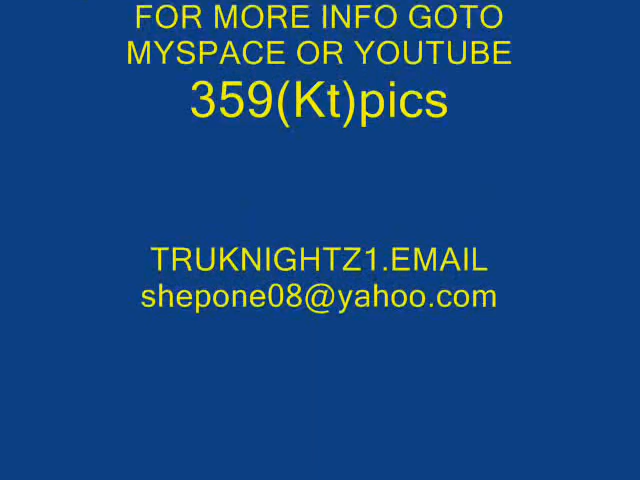 FOR MORE INFO GOTO
MYSPACE OR YOUTUBE
359(Kt)pics
TRUKNIGHTZ1.EMAIL
shepone08@yahoo.com